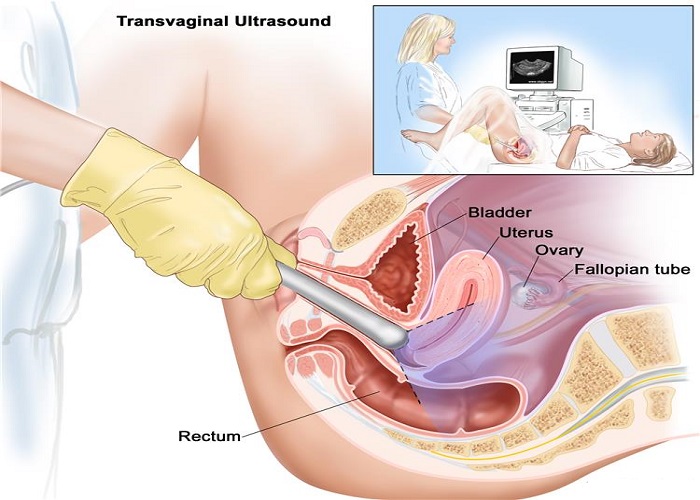 Transvaginal Ultrasound
Bladder
Uterus
Ovary
Fallopian tube
Rectum